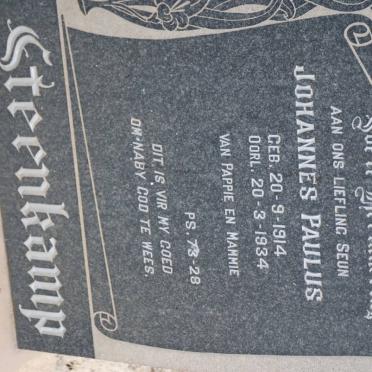 AAN ONS LIEFLING SEUN
JOHANNES PAULUS
GEB. 20-9-1914
OORL. 20-3-1934
VAN PAPPIE EN MAMMIE
PS. 73-28
DIT IS VIR MY GOED
OM NABY GOD TE WEES.
Steenkamp